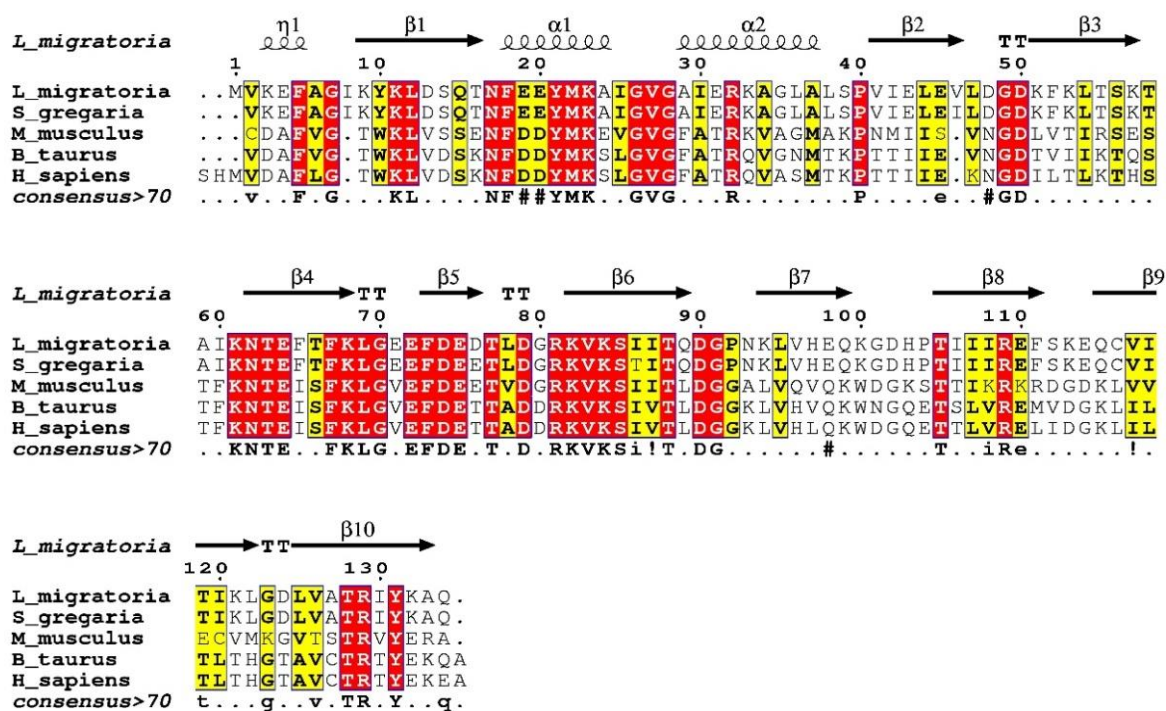 η1 β1 α1 α2 β2 β3
L_migratoria TT
1 10 20 30 40 50
L_migratoria ..MVKEFAGIKYKLDSQTNFEEYMKAIGVGAIERKAGLALSPVIELEVLDGDKFKLTSKT
S_gregaria ...VKEFAGIKYKLDSQTNFEEYMKAIGVGAIERKAGLALSPVIELEILDGDKFKLTSKT
M_musculus ...CDAFVG.TWKLVSSENFDDYMKEVGVGFATRKVAGMAKPNMIIS.VNGDLVTIRSES
B_taurus ...VDAFVG.TWKLVDSKNFDDYMKSLGVGFATRQVGNMTKPTTIIE.VNGDTVIIKTQS
H_sapiens SHMVDAFLG.TWKLVDSKNFDDYMKSLGVGFATRQVASMTKPTTIIE.KNGDILTLKTHS
consensus>70 ...v..F.G...KL....NF##YMK..GVG...R.......P....e..#GD........
β4 β5 β6 β7 β8 β9
L_migratoria TT TT
60 70 80 90 100 110
L_migratoria AIKNTEFTFKLGEEFDEDTLDGRKVKSIITQDGPNKLVHEQKGDHPTIIIREFSKEQCVI
S_gregaria AIKNTEFTFKLGEEFDEDTLDGRKVKSTITQDGPNKLVHEQKGDHPTIIIREFSKEQCVI
M_musculus TFKNTEISFKLGVEFDEETVDGRKVKSIITLDGGALVQVQKWDGKSTTIKRKRDGDKLVV
B_taurus TFKNTEISFKLGVEFDETTADDRKVKSIVTLDGGKLVHVQKWNGQETSLVREMVDGKLIL
H_sapiens TFKNTEISFKLGVEFDETTADDRKVKSIVTLDGGKLVHLQKWDGQETTLVRELIDGKLIL
consensus>70 ..KNTE..FKLG.EFDE.T.D.RKVKSi!T.DG......#......T..iRe......!.
β10
L_migratoria TT
120 130
L_migratoria TIKLGDLVATRIYKAQ.
S_gregaria TIKLGDLVATRIYKAQ.
M_musculus ECVMKGVTSTRVYERA.
B_taurus TLTHGTAVCTRTYEKQA
H_sapiens TLTHGTAVCTRTYEKEA
consensus>70 t...g..v.TR.Y..q.